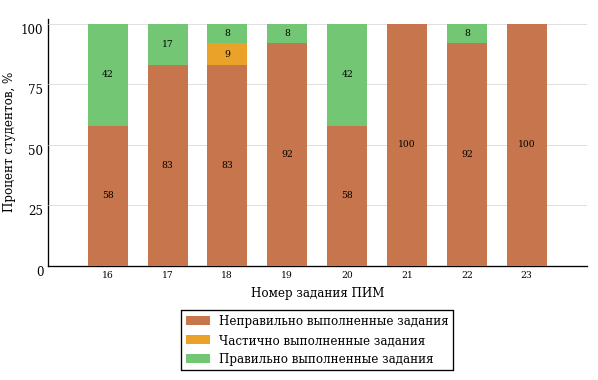 Процент студентов, %
100
75
50
25
0
42 17 8 8 42 8
9
58 83 83 92 58 100 92 100
16 17 18 19 20 21 22 23
Номер задания ПИМ
Неправильно выполненные задания
Частично выполненные задания
Правильно выполненные задания